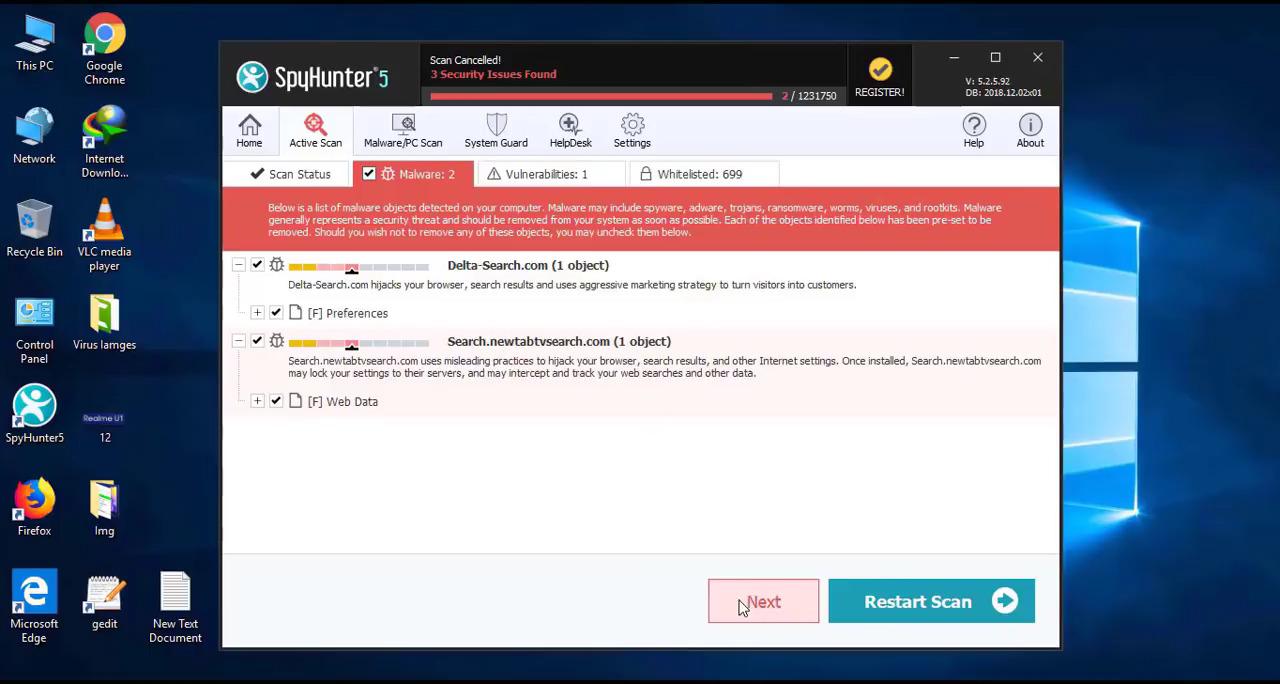 This PC
Google
Chrome
Network
Internet
Downlo...
Recycle Bin
VLC media
player
Control
Panel
Virus Iamges
SpyHunter5
Realme U1
12
Firefox
Img
Microsoft
Edge
gedit
New Text
Document
SpyHunter®5
Scan Cancelled!
3 Security Issues Found
2 / 1231750
REGISTER!
V: 5.2.5.92
DB: 2018.12.02x01
Home
Active Scan
Malware/PC Scan
System Guard
HelpDesk
Settings
Help
About
Scan Status
Malware: 2
Vulnerabilities: 1
Whitelisted: 699
Below is a list of malware objects detected on your computer. Malware may include spyware, adware, trojans, ransomware, worms, viruses, and rootkits. Malware
generally represents a security threat and should be removed from your system as soon as possible. Each of the objects identified below has been pre-set to be
removed. Should you wish not to remove any of these objects, you may uncheck them below.
Delta-Search.com (1 object)
Delta-Search.com hijacks your browser, search results and uses aggressive marketing strategy to turn visitors into customers.
[F] Preferences
Search.newtabtvsearch.com (1 object)
Search.newtabtvsearch.com uses misleading practices to hijack your browser, search results, and other Internet settings. Once installed, Search.newtabtvsearch.com
may lock your settings to their servers, and may intercept and track your web searches and other data.
[F] Web Data
Next
Restart Scan